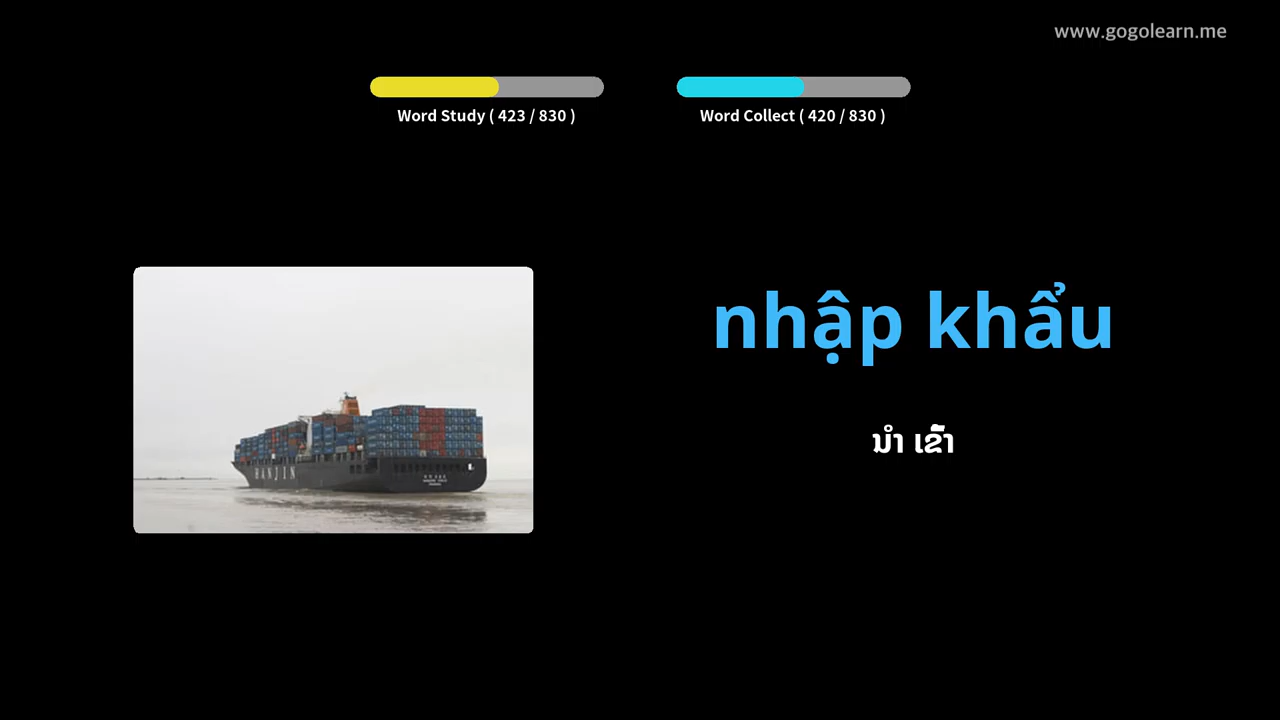 www.gogolearn.me
Word Study ( 423 / 830 )
Word Collect ( 420 / 830 )
nhập khẩu
ນຳ ເຂົ້າ
HANJIN